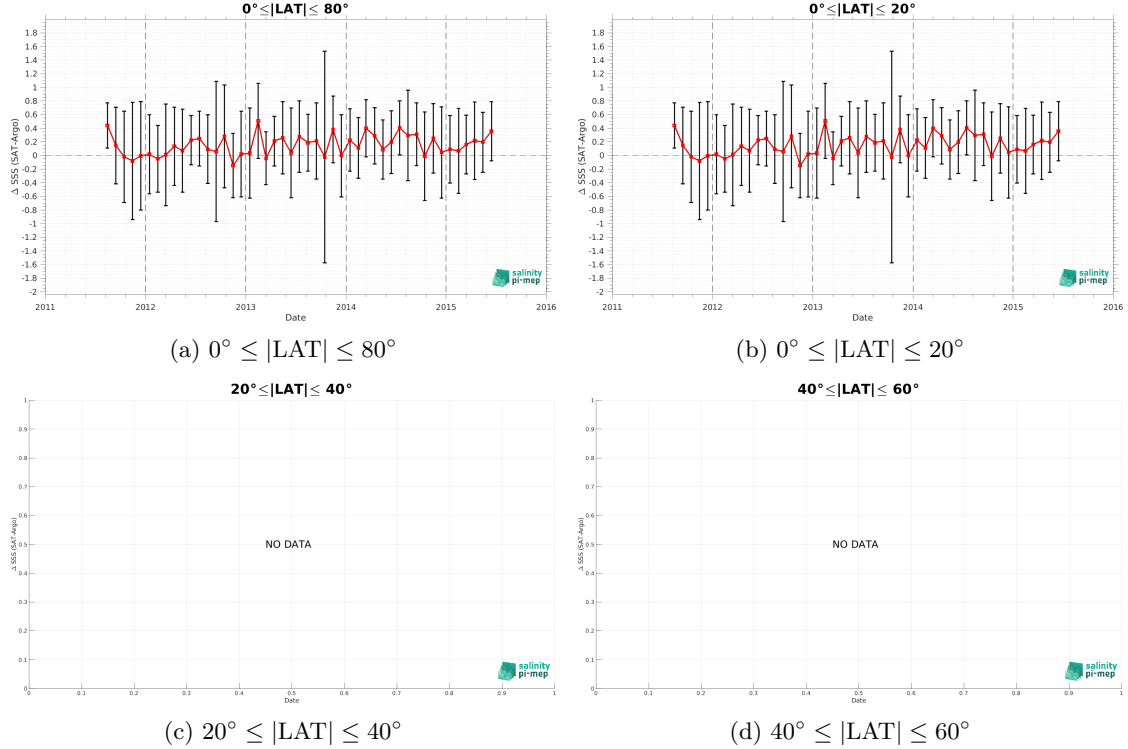 0°≤|LAT|≤ 80°
1.8
1.6
1.4
1.2
1
0.8
0.6
0.4
0.2
0
-0.2
-0.4
-0.6
-0.8
-1
-1.2
-1.4
-1.6
-1.8
-2
Δ SSS (SAT-Argo)
2011 2012 2013 2014 2015 2016
Date
salinity
pi-mep
(a) 0° ≤ |LAT| ≤ 80°
0°≤|LAT|≤ 20°
1.8
1.6
1.4
1.2
1
0.8
0.6
0.4
0.2
0
-0.2
-0.4
-0.6
-0.8
-1
-1.2
-1.4
-1.6
-1.8
-2
Δ SSS (SAT-Argo)
2011 2012 2013 2014 2015 2016
Date
salinity
pi-mep
(b) 0° ≤ |LAT| ≤ 20°
20°≤|LAT|≤ 40°
1
0.9
0.8
0.7
0.6
0.5
0.4
0.3
0.2
0.1
0
Δ SSS (SAT-Argo)
NO DATA
0 0.1 0.2 0.3 0.4 0.5 0.6 0.7 0.8 0.9 1
Date
salinity
pi-mep
(c) 20° ≤ |LAT| ≤ 40°
40°≤|LAT|≤ 60°
1
0.9
0.8
0.7
0.6
0.5
0.4
0.3
0.2
0.1
0
Δ SSS (SAT-Argo)
NO DATA
0 0.1 0.2 0.3 0.4 0.5 0.6 0.7 0.8 0.9 1
Date
salinity
pi-mep
(d) 40° ≤ |LAT| ≤ 60°